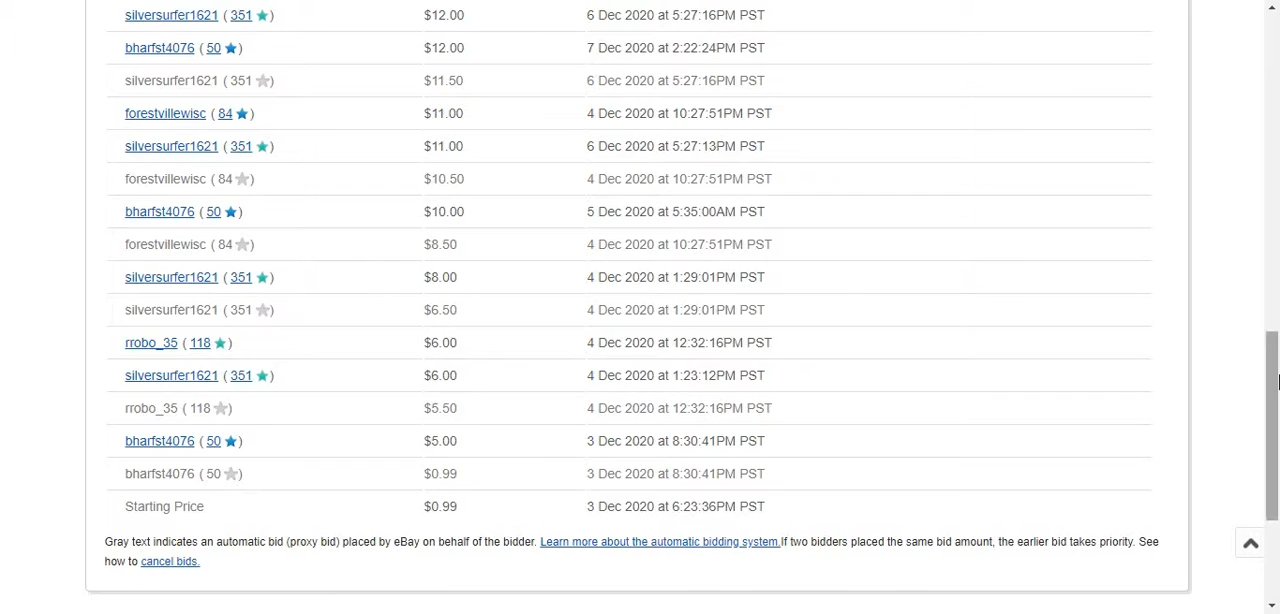 silversurfer1621 ( 351 ★ ) $12.00 6 Dec 2020 at 5:27:16PM PST
bharfst4076 ( 50 ★ ) $12.00 7 Dec 2020 at 2:22:24PM PST
silversurfer1621 ( 351 ★ ) $11.50 6 Dec 2020 at 5:27:16PM PST
forestvillewisc ( 84 ★ ) $11.00 4 Dec 2020 at 10:27:51PM PST
silversurfer1621 ( 351 ★ ) $11.00 6 Dec 2020 at 5:27:13PM PST
forestvillewisc ( 84 ★ ) $10.50 4 Dec 2020 at 10:27:51PM PST
bharfst4076 ( 50 ★ ) $10.00 5 Dec 2020 at 5:35:00AM PST
forestvillewisc ( 84 ★ ) $8.50 4 Dec 2020 at 10:27:51PM PST
silversurfer1621 ( 351 ★ ) $8.00 4 Dec 2020 at 1:29:01PM PST
silversurfer1621 ( 351 ★ ) $6.50 4 Dec 2020 at 1:29:01PM PST
rrobo_35 ( 118 ★ ) $6.00 4 Dec 2020 at 12:32:16PM PST
silversurfer1621 ( 351 ★ ) $6.00 4 Dec 2020 at 1:23:12PM PST
rrobo_35 ( 118 ★ ) $5.50 4 Dec 2020 at 12:32:16PM PST
bharfst4076 ( 50 ★ ) $5.00 3 Dec 2020 at 8:30:41PM PST
bharfst4076 ( 50 ★ ) $0.99 3 Dec 2020 at 8:30:41PM PST
Starting Price $0.99 3 Dec 2020 at 6:23:36PM PST
Gray text indicates an automatic bid (proxy bid) placed by eBay on behalf of the bidder. Learn more about the automatic bidding system.If two bidders placed the same bid amount, the earlier bid takes priority. See
how to cancel bids.